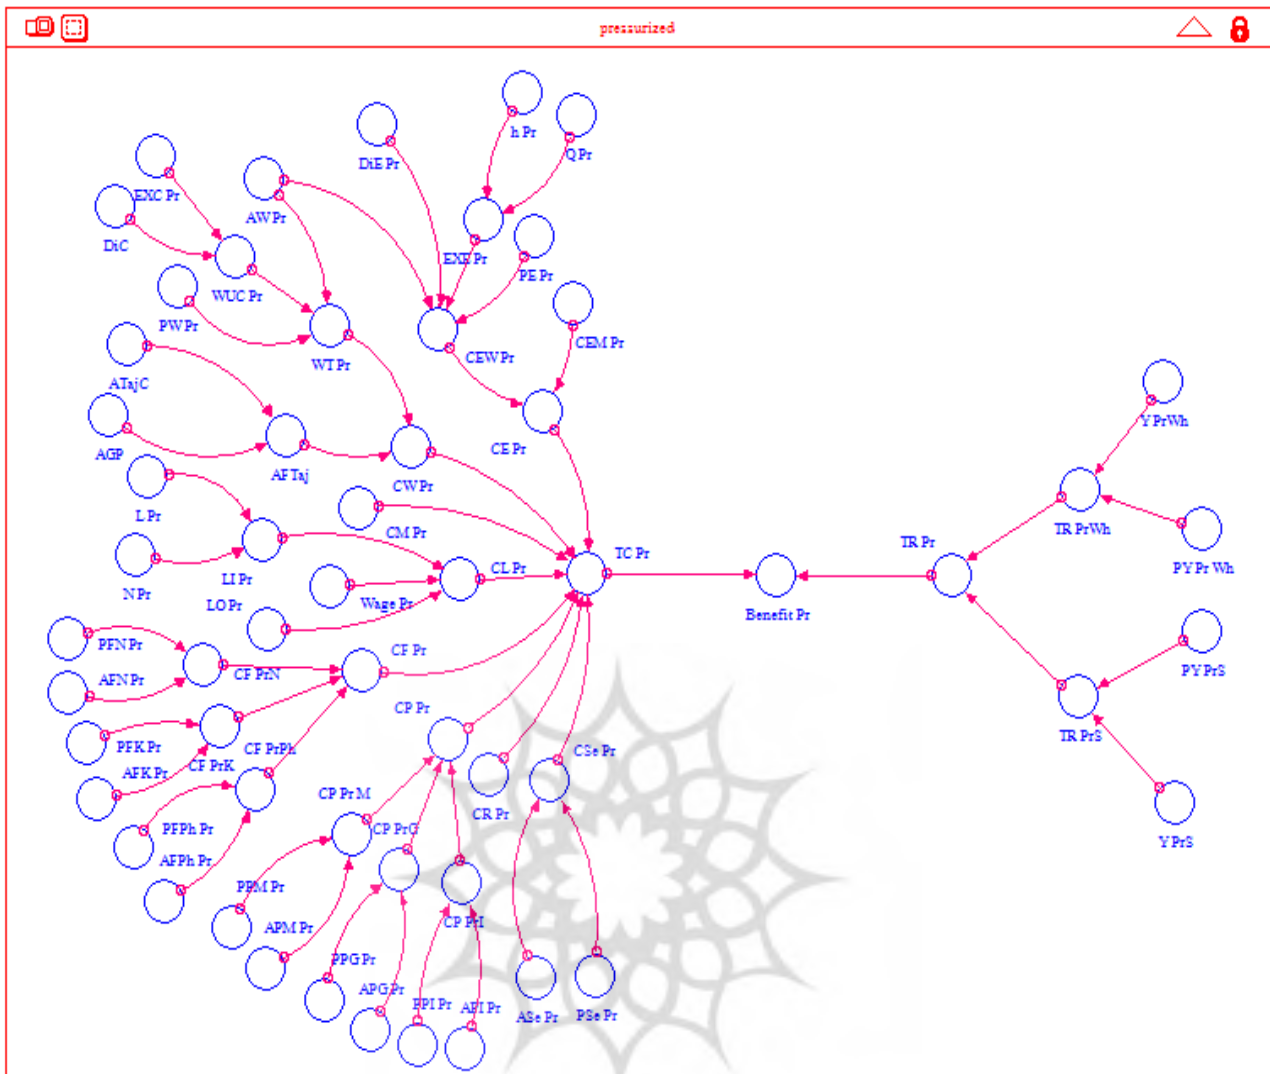 pressurized
h Pr
Q Pr
DiE Pr
EXC Pr
AW Pr
DiC
EXE Pr
PE Pr
WUC Pr
PW Pr
CEW Pr
CEM Pr
WT Pr
ATajC
Y PrWh
AGP
AFTaj
CE Pr
CW Pr
L Pr
CM Pr
TR PrWh
TC Pr
TR Pr
PY Pr Wh
CL Pr
LI Pr
N Pr
Wage Pr
LO Pr
Benefit Pr
PFN Pr
CF Pr
AFN Pr
CF PrN
PY PrS
CP Pr
TR PrS
PFK Pr
CF PrPh
CSe Pr
AFK Pr
CF PrK
CP PrM
CR Pr
PFPh Pr
CP PrG
Y PrS
AFPh Pr
PPM Pr
CP PrI
APM Pr
PPG Pr
APG Pr
PPI Pr
API Pr
ASe Pr
PSe Pr